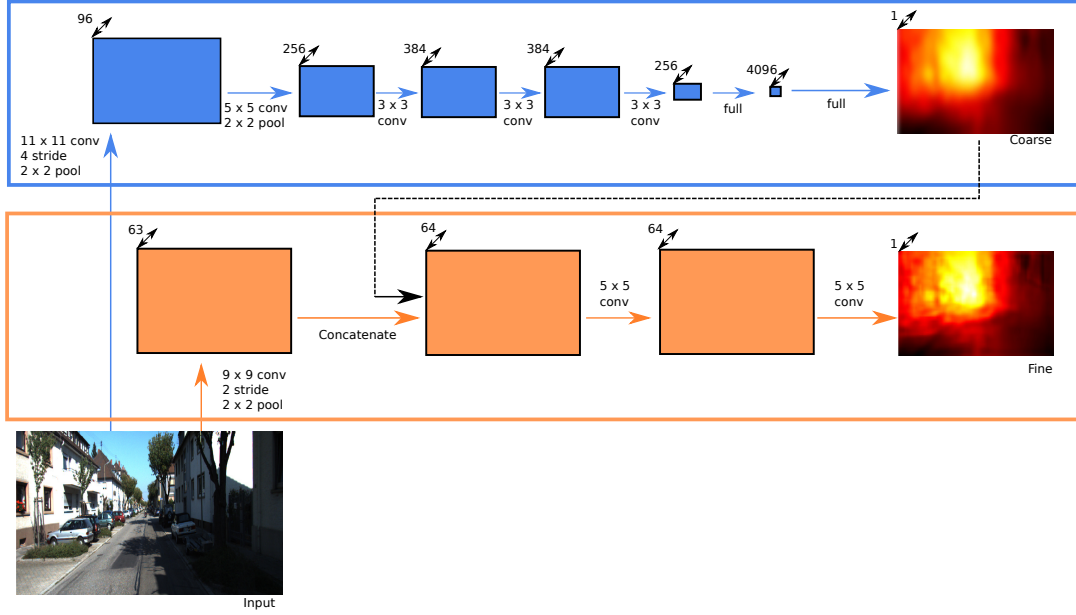 96
256
384
384
256
4096
1
5 x 5 conv
2 x 2 pool
3 x 3
conv
3 x 3
conv
3 x 3
conv
full
full
Coarse
11 x 11 conv
4 stride
2 x 2 pool
63
64
64
1
Concatenate
5 x 5
conv
5 x 5
conv
Fine
9 x 9 conv
2 stride
2 x 2 pool
Input